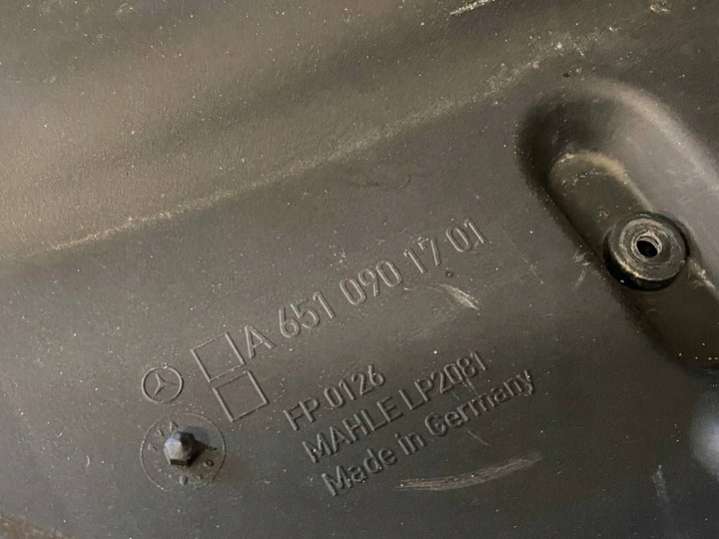 A 651 090 17 01
FP 0126
MAHLE LP2081
Made in Germany